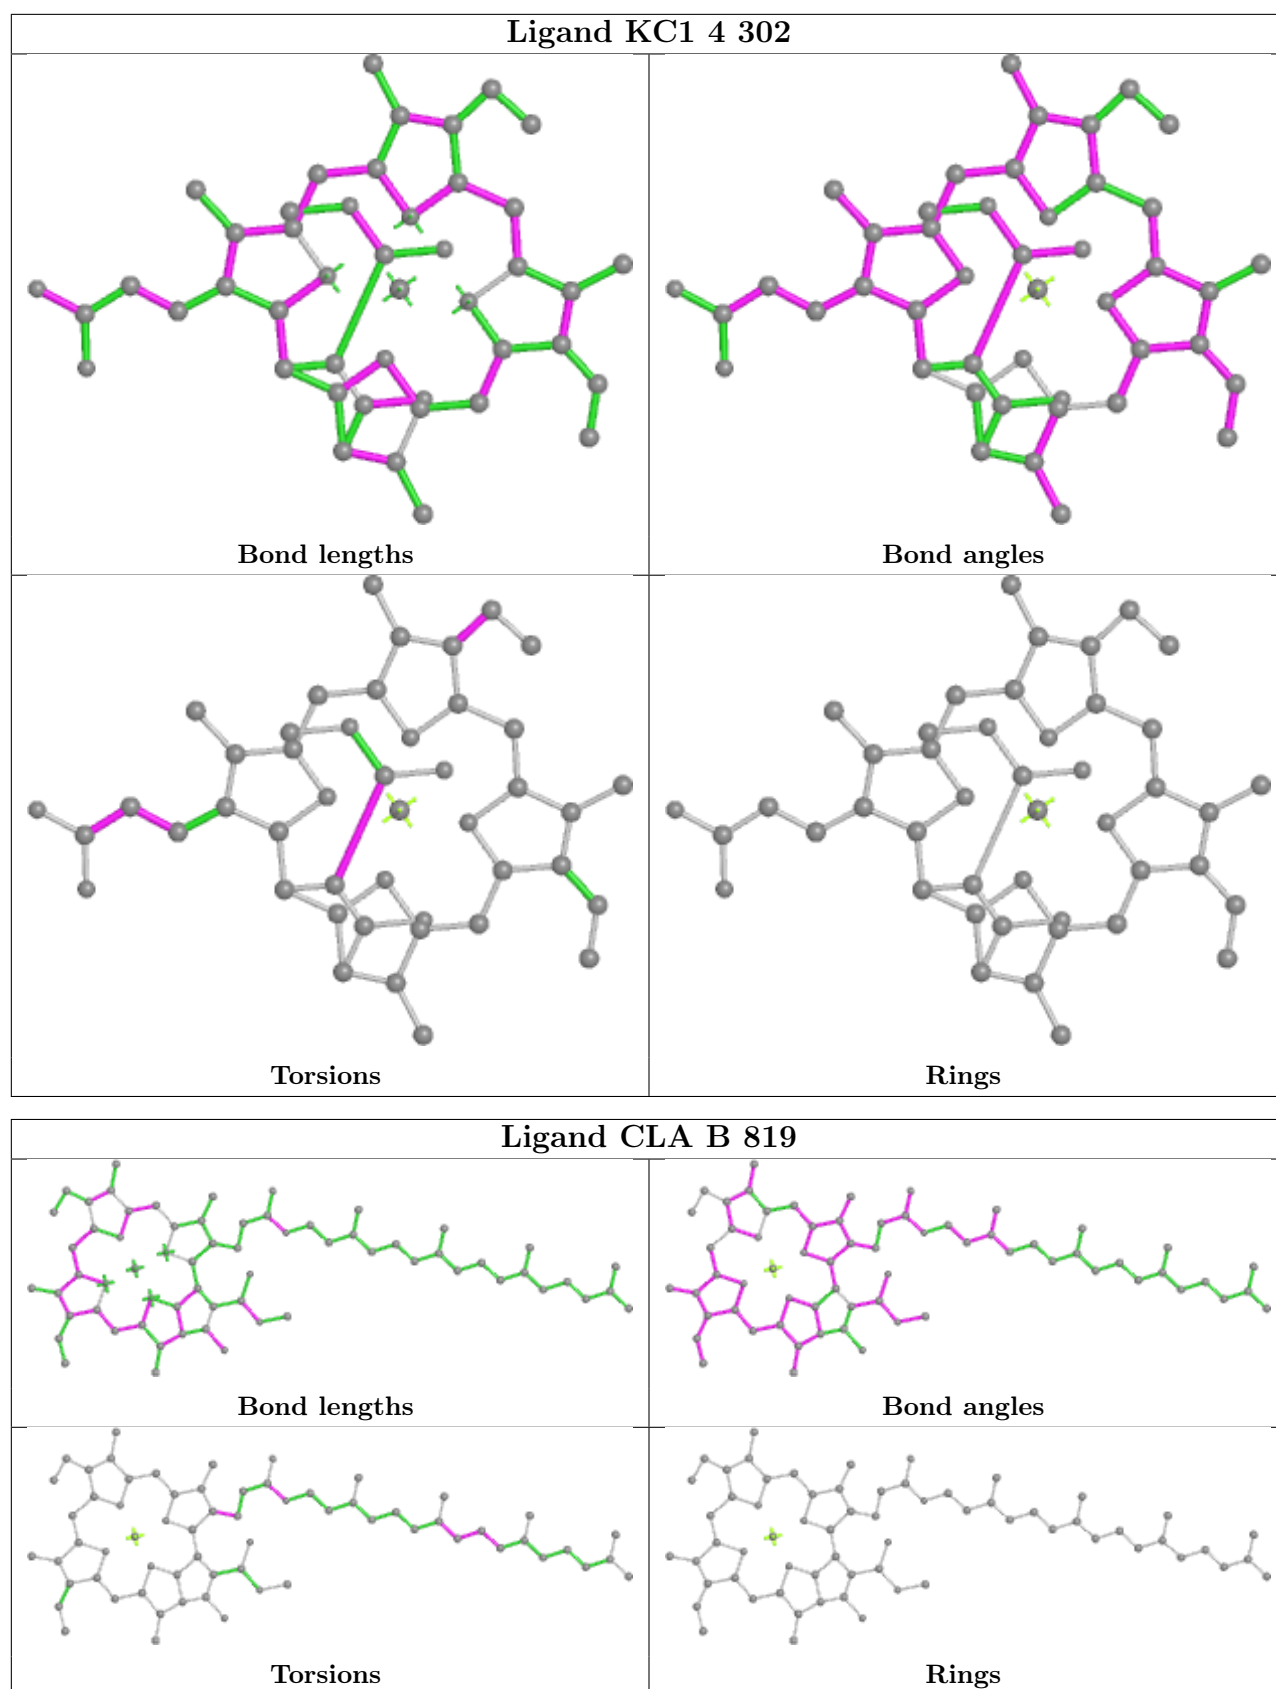 Ligand KC1 4 302
Bond lengths
Bond angles
Torsions
Rings
Ligand CLA B 819
Bond lengths
Bond angles
Torsions
Rings